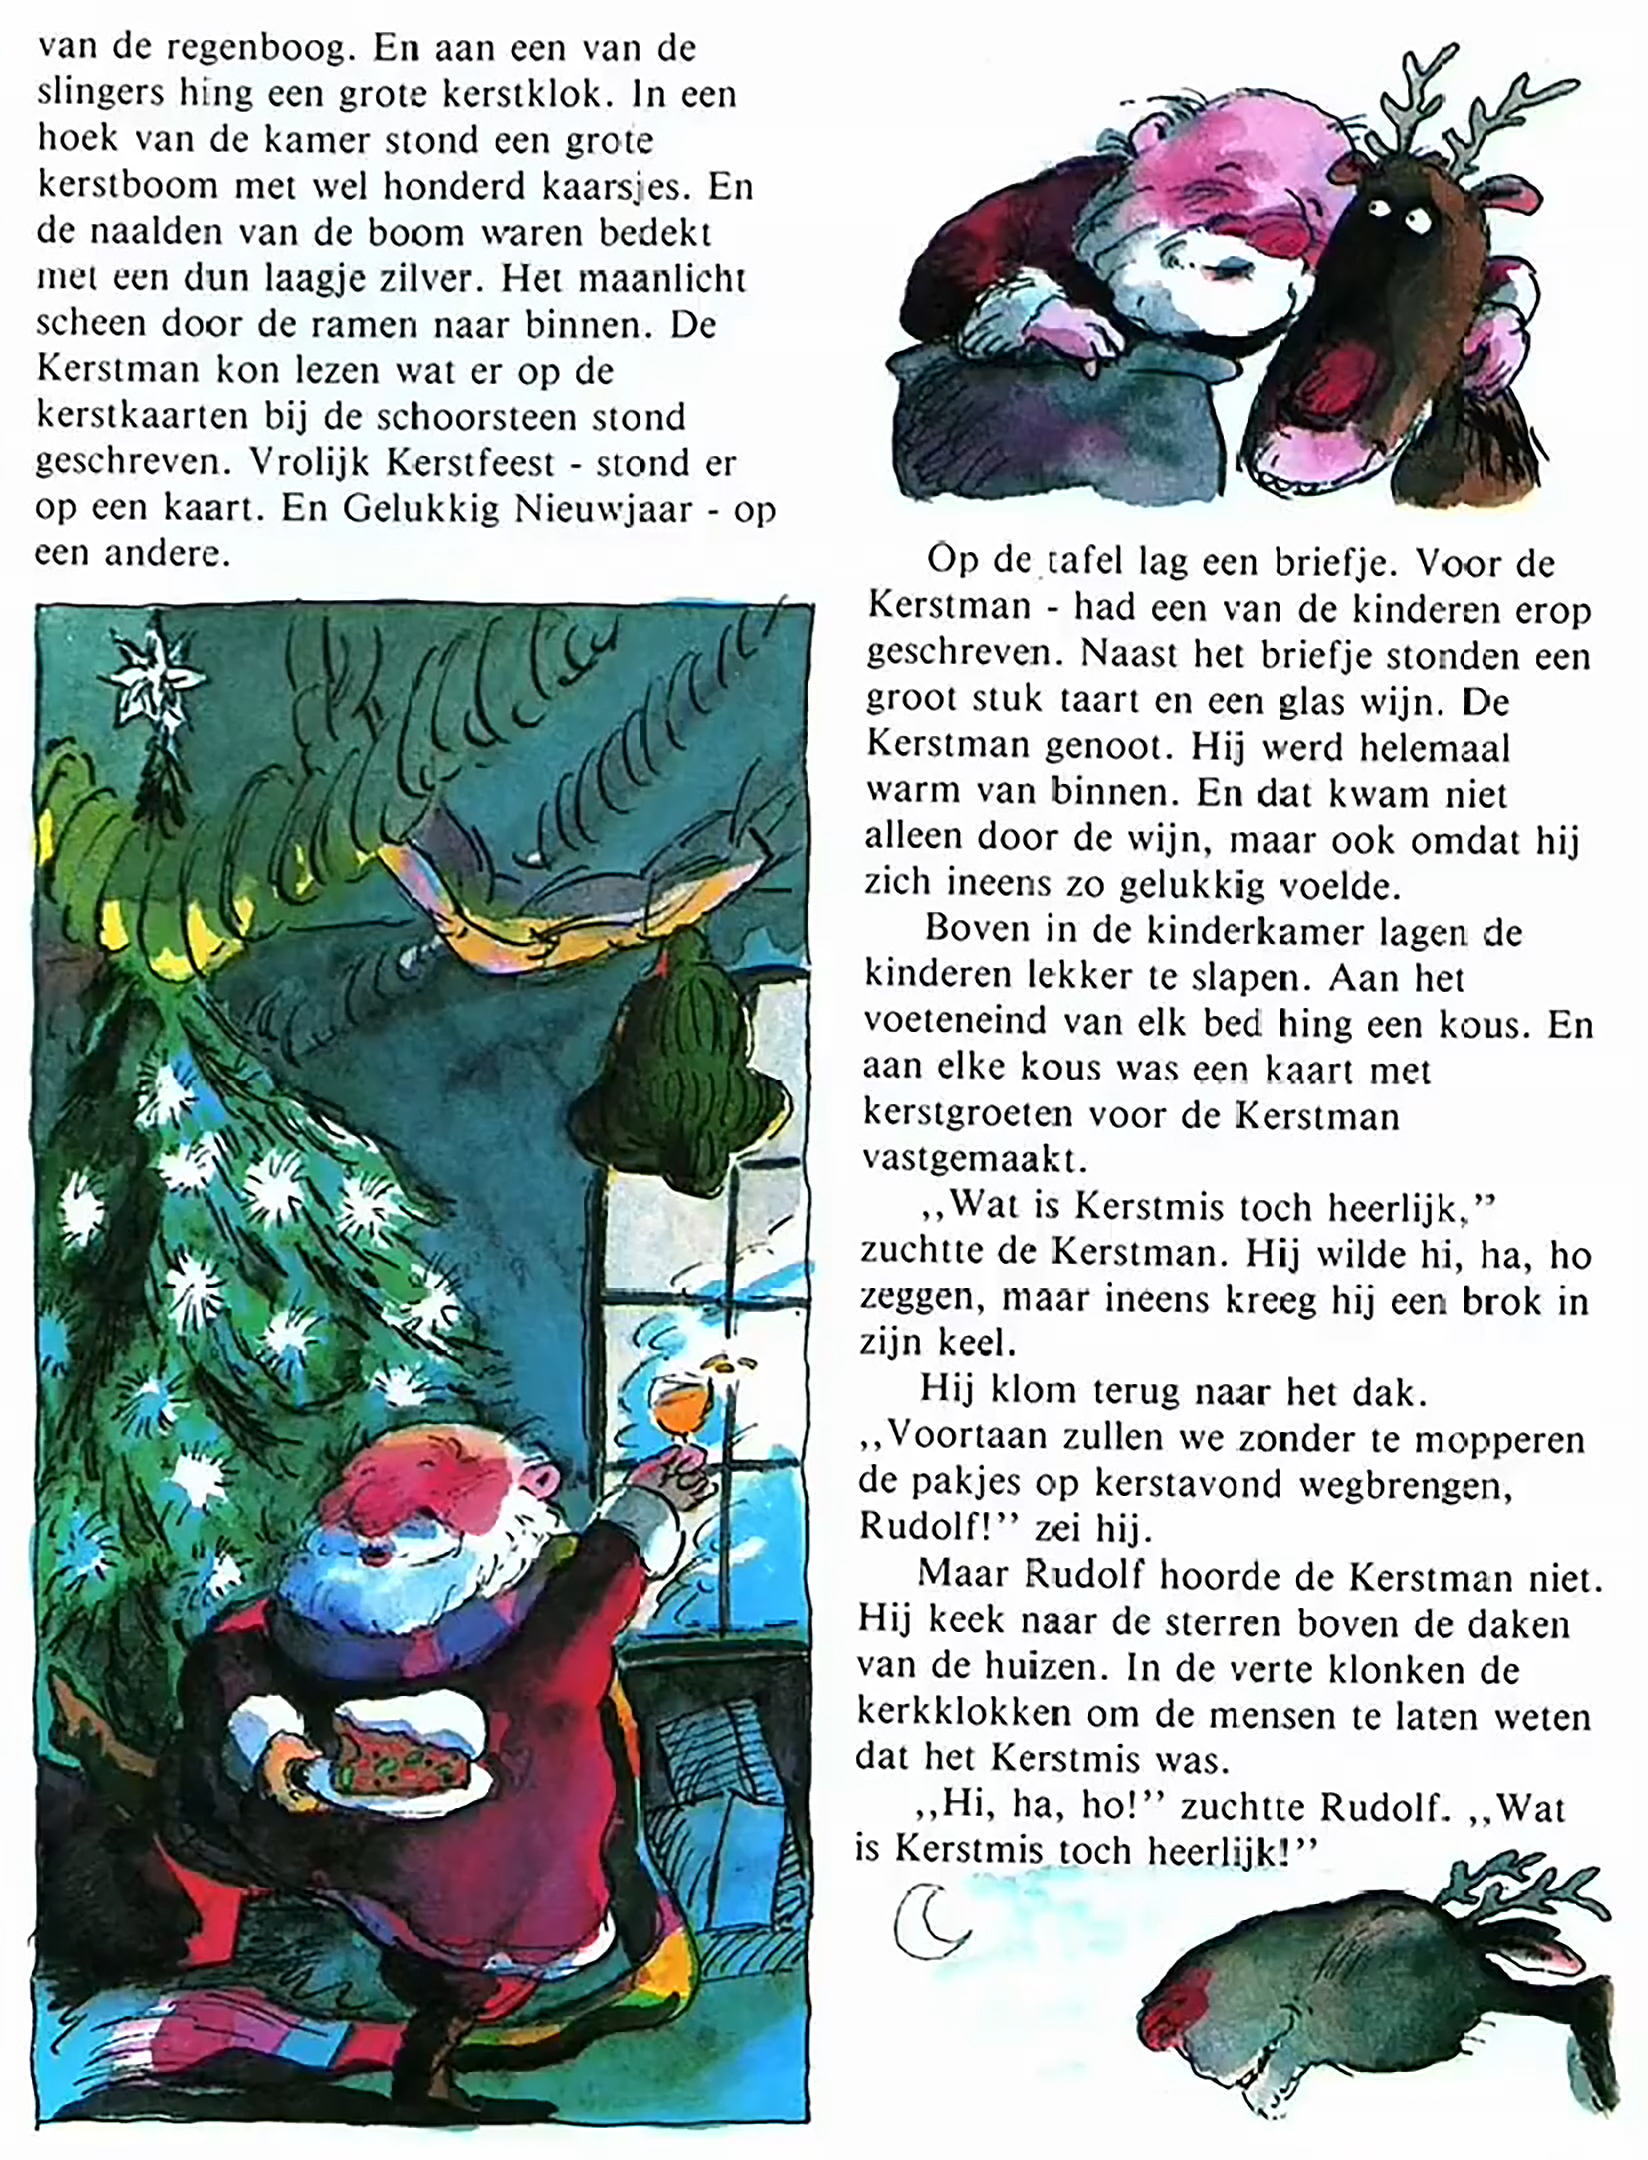 van de regenboog. En aan een van de
slingers hing een grote kerstklok. In een
hoek van de kamer stond een grote
kerstboom met wel honderd kaarsjes. En
de naalden van de boom waren bedekt
met een dun laagje zilver. Het maanlicht
scheen door de ramen naar binnen. De
Kerstman kon lezen wat er op de
kerstkaarten bij de schoorsteen stond
geschreven. Vrolijk Kerstfeest - stond er
op een kaart. En Gelukkig Nieuwjaar - op
een andere.
Op de tafel lag een briefje. Voor de
Kerstman - had een van de kinderen erop
geschreven. Naast het briefje stonden een
groot stuk taart en een glas wijn. De
Kerstman genoot. Hij werd helemaal
warm van binnen. En dat kwam niet
alleen door de wijn, maar ook omdat hij
zich ineens zo gelukkig voelde.
Boven in de kinderkamer lagen de
kinderen lekker te slapen. Aan het
voeteneind van elk bed hing een kous. En
aan elke kous was een kaart met
kerstgroeten voor de Kerstman
vastgemaakt.
,,Wat is Kerstmis toch heerlijk,”
zuchtte de Kerstman. Hij wilde hi, ha, ho
zeggen, maar ineens kreeg hij een brok in
zijn keel.
Hij klom terug naar het dak.
,,Voortaan zullen we zonder te mopperen
de pakjes op kerstavond wegbrengen,
Rudolf!” zei hij.
Maar Rudolf hoorde de Kerstman niet.
Hij keek naar de sterren boven de daken
van de huizen. In de verte klonken de
kerkklokken om de mensen te laten weten
dat het Kerstmis was.
,,Hi, ha, ho!” zuchtte Rudolf. ,,Wat
is Kerstmis toch heerlijk!”